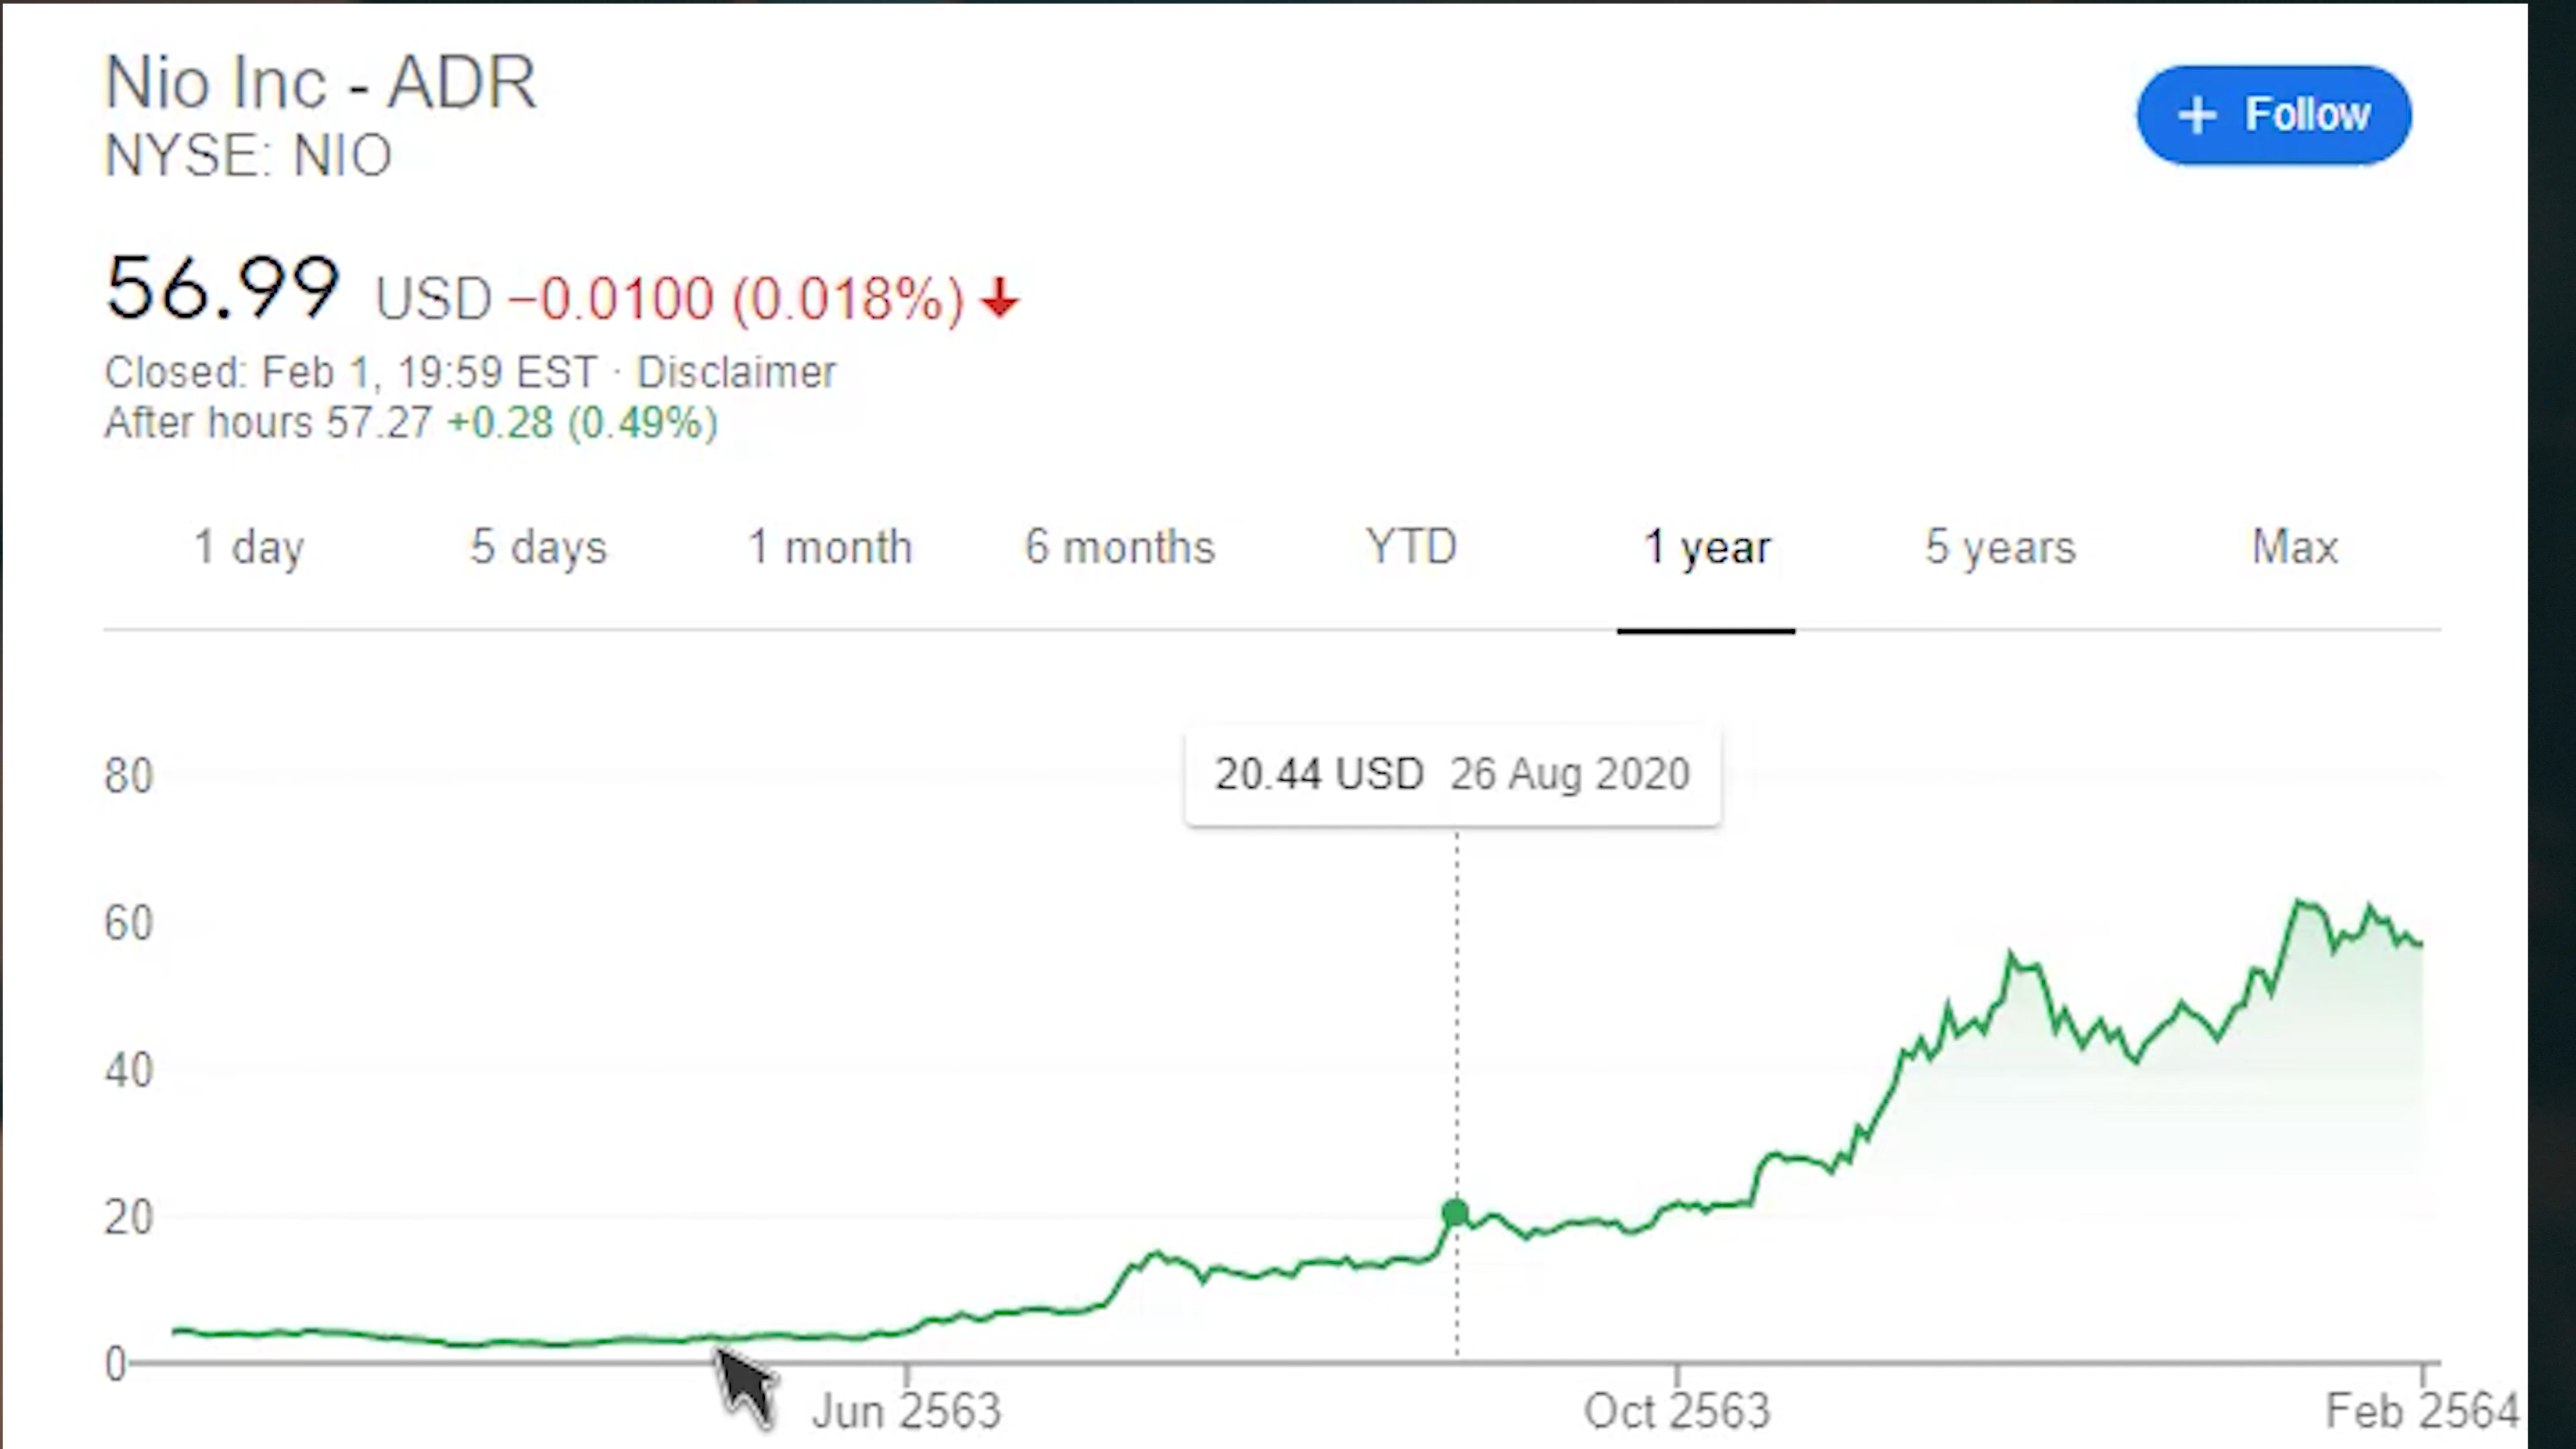 Nio Inc - ADR
NYSE: NIO
+ Follow
56.99 USD −0.0100 (0.018%)
Closed: Feb 1, 19:59 EST · Disclaimer
After hours 57.27 +0.28 (0.49%)
1 day 5 days 1 month 6 months YTD 1 year 5 years Max
20.44 USD 26 Aug 2020
80
60
40
20
0
Jun 2563 Oct 2563 Feb 2564